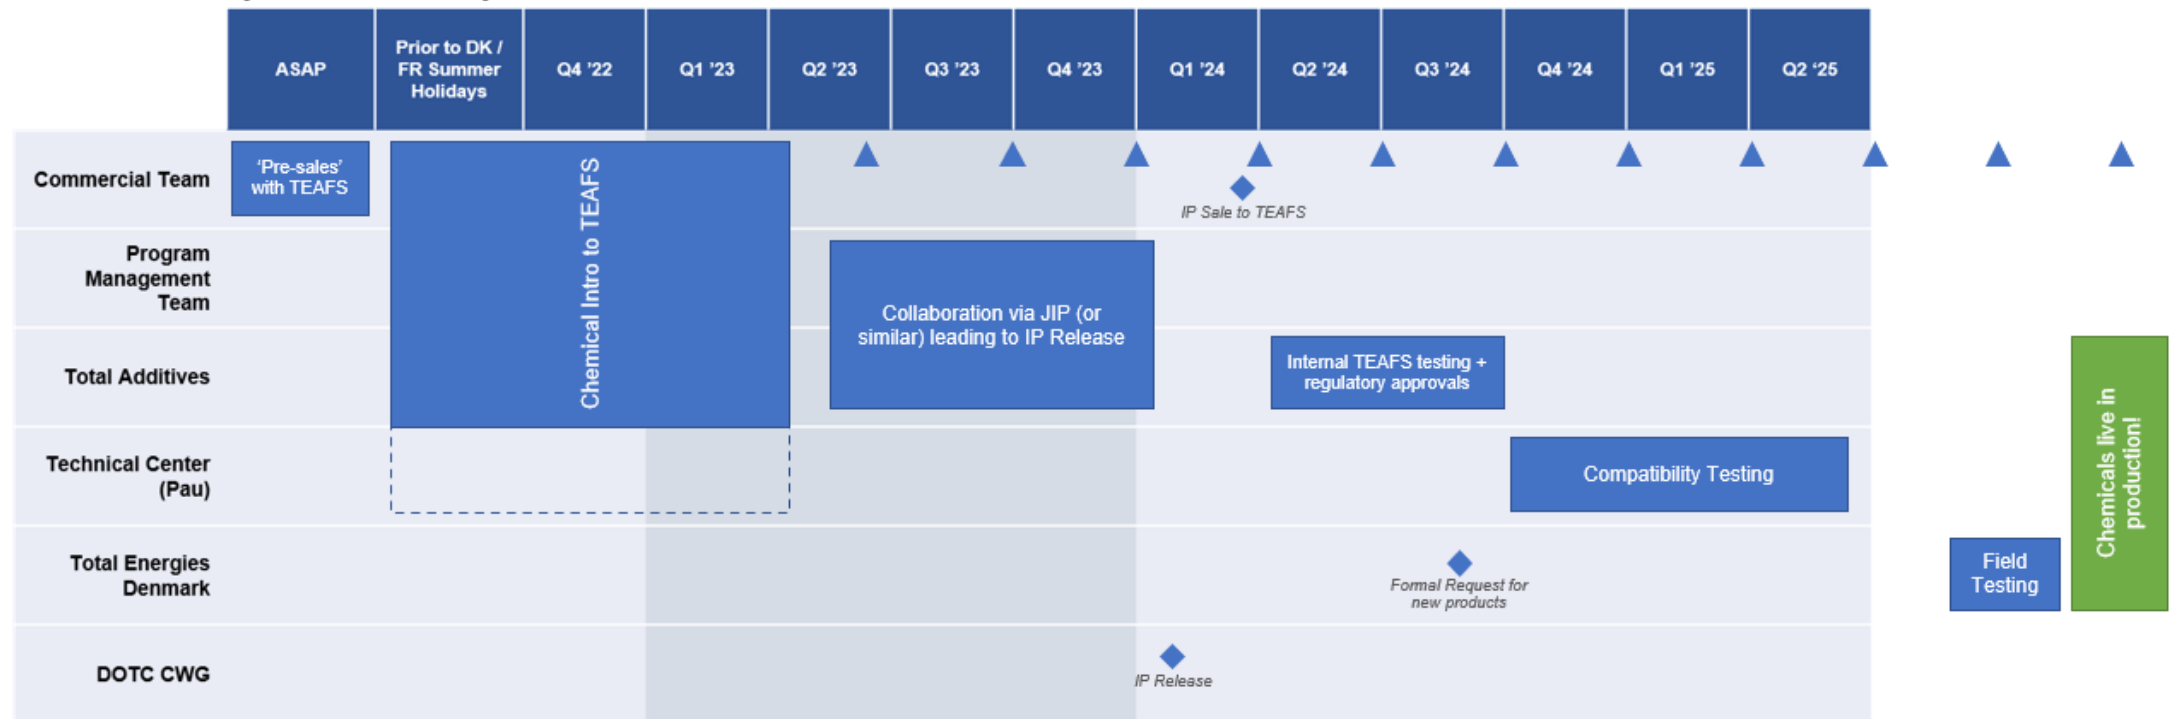 ASAP
Prior to DK /
FR Summer
Holidays
Q4 ’22
Q1 ’23
Q2 ’23
Q3 ’23
Q4 ’23
Q1 ’24
Q2 ’24
Q3 ’24
Q4 ’24
Q1 ’25
Q2 ‘25
Commercial Team
‘Pre-sales’
with TEAFS
Chemical Intro to TEAFS
IP Sale to TEAFS
Program
Management
Team
Collaboration via JIP (or
similar) leading to IP Release
Total Additives
Internal TEAFS testing +
regulatory approvals
Technical Center
(Pau)
Compatibility Testing
Chemicals live in
production!
Total Energies
Denmark
Formal Request for
new products
Field
Testing
DOTC CWG
IP Release